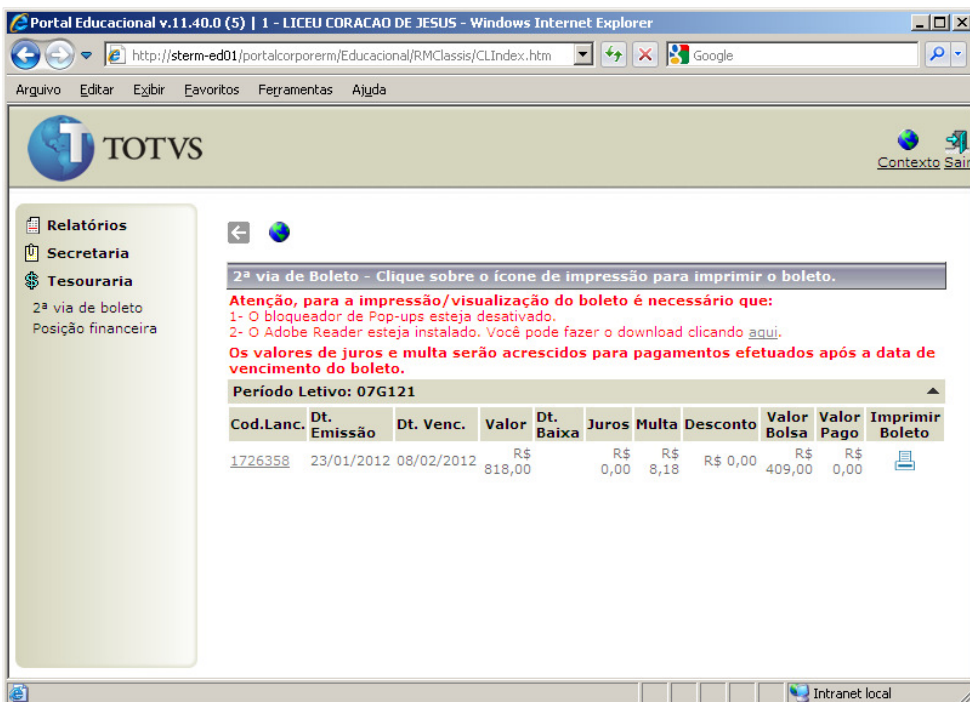 Portal Educacional v.11.40.0 (5) | 1 - LICEU CORACAO DE JESUS - Windows Internet Explorer
http://sterm-ed01/portalcorporerm/Educacional/RMClassis/CLIndex.htm
Google
Arquivo Editar Exibir Favoritos Ferramentas Ajuda
TOTVS
Contexto Sair
Relatórios
Secretaria
Tesouraria
2ª via de boleto
Posição financeira
2ª via de Boleto - Clique sobre o ícone de impressão para imprimir o boleto.
Atenção, para a impressão/visualização do boleto é necessário que:
1- O bloqueador de Pop-ups esteja desativado.
2- O Adobe Reader esteja instalado. Você pode fazer o download clicando aqui.
Os valores de juros e multa serão acrescidos para pagamentos efetuados após a data de
vencimento do boleto.
Período Letivo: 07G121
Cod.Lanc. Dt. Emissão Dt. Venc. Valor Dt. Baixa Juros Multa Desconto Valor Bolsa Valor Pago Imprimir Boleto
1726358 23/01/2012 08/02/2012 R$ 818,00 R$ 0,00 R$ 8,18 R$ 0,00 R$ 409,00 R$ 0,00
Intranet local